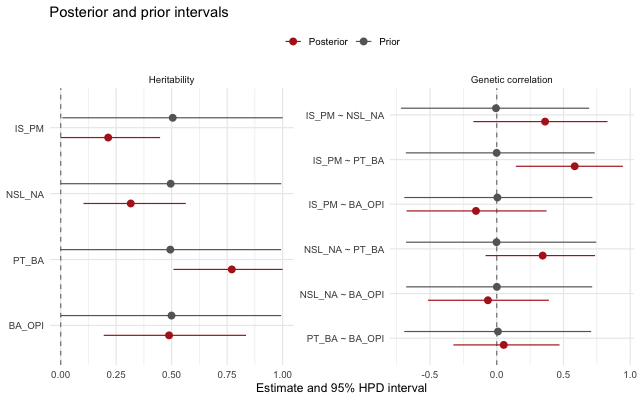 Posterior and prior intervals
Posterior Prior
Heritability
Genetic correlation
IS_PM
NSL_NA
PT_BA
BA_OPI
0.00 0.25 0.50 0.75 1.00
IS_PM ~ NSL_NA
IS_PM ~ PT_BA
IS_PM ~ BA_OPI
NSL_NA ~ PT_BA
NSL_NA ~ BA_OPI
PT_BA ~ BA_OPI
-0.5 0.0 0.5 1.0
Estimate and 95% HPD interval